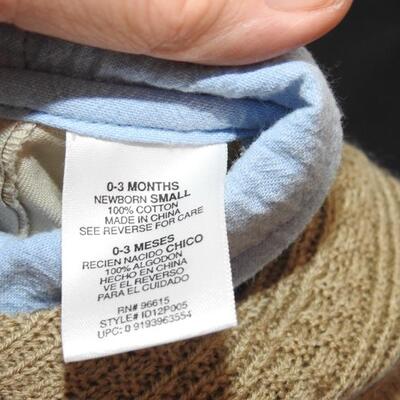 0-3 MONTHS
NEWBORN SMALL
100% COTTON
MADE IN CHINA
SEE REVERSE FOR CARE
0-3 MESES
RECIEN NACIDO CHICO
100% ALGODON
HECHO EN CHINA
VE EL REVERSO
PARA EL CUIDADO
RN# 96615
STYLE# ID12P005
UPC: 0 9193963554